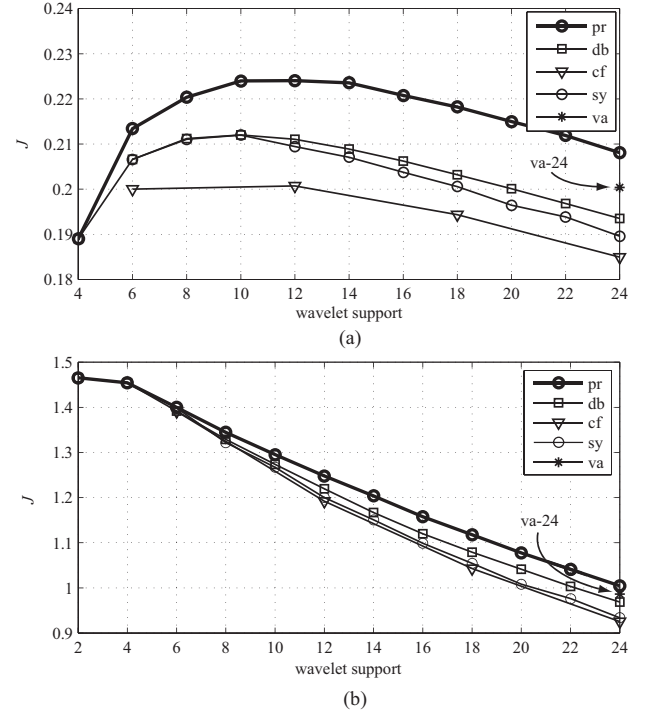 0.24
0.23
0.22
0.21
0.2
0.19
0.18
J
pr
db
cf
sy
va
va-24
4 6 8 10 12 14 16 18 20 22 24
wavelet support
(a)
1.5
1.4
1.3
1.2
1.1
1
0.9
J
pr
db
cf
sy
va
va-24
2 4 6 8 10 12 14 16 18 20 22 24
wavelet support
(b)